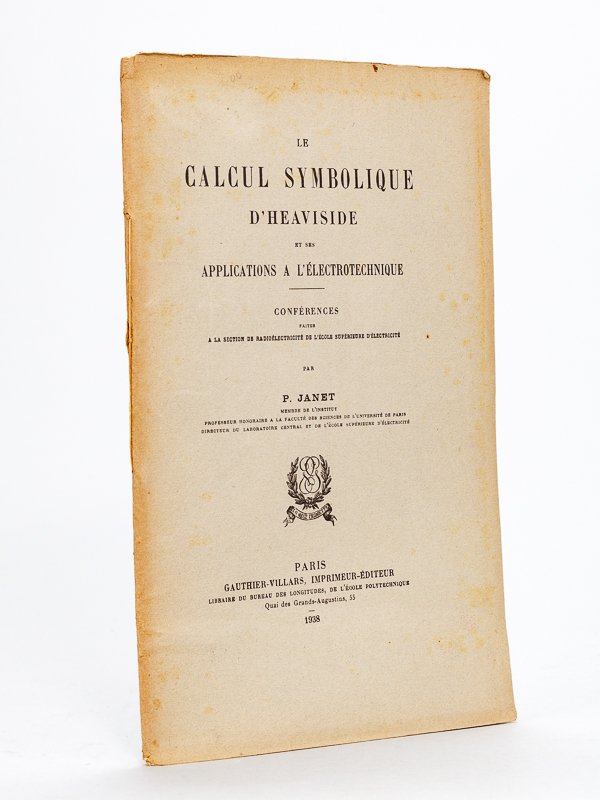 LE
CALCUL SYMBOLIQUE
D'HEAVISIDE
ET SES
APPLICATIONS A L'ÉLECTROTECHNIQUE
CONFÉRENCES
FAITES
A LA SECTION DE RADIOÉLECTRICITÉ DE L'ÉCOLE SUPÉRIEURE D'ÉLECTRICITÉ
PAR
P. JANET
MEMBRE DE L'INSTITUT
PROFESSEUR HONORAIRE A LA FACULTÉ DES SCIENCES DE L'UNIVERSITÉ DE PARIS
DIRECTEUR DU LABORATOIRE CENTRAL ET DE L'ÉCOLE SUPÉRIEURE D'ÉLECTRICITÉ
PARIS
GAUTHIER-VILLARS, IMPRIMEUR-ÉDITEUR
LIBRAIRE DU BUREAU DES LONGITUDES, DE L'ÉCOLE POLYTECHNIQUE
Quai des Grands-Augustins, 55
1938